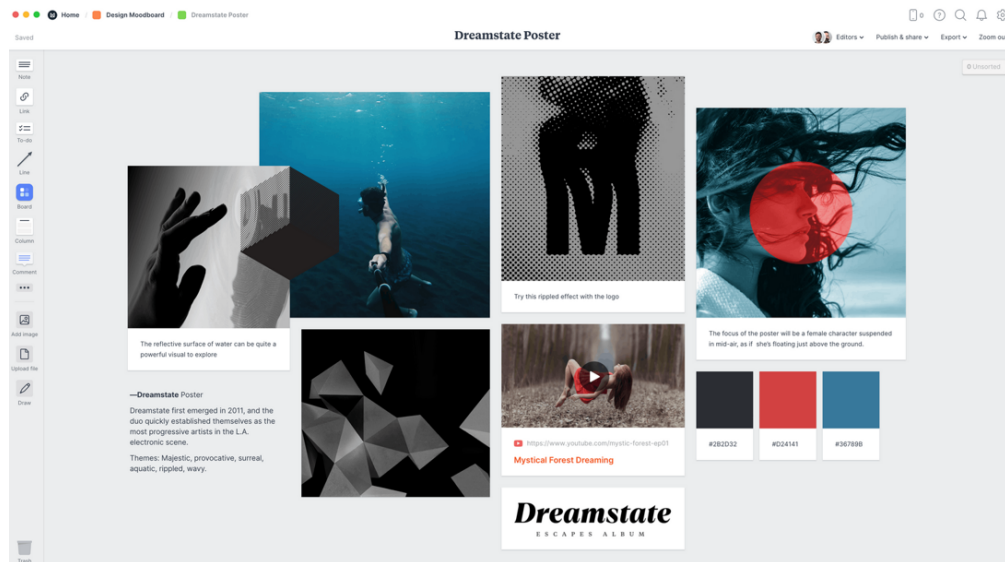 Home
Design Moodboard
Dreamstate Poster
0
Saved
Dreamstate Poster
Editors
Publish & share
Export
Zoom ou
0 Unsorted
Note
Link
To-do
Line
Board
Column
Comment
Add image
Upload file
Draw
Trash
The reflective surface of water can be quite a
powerful visual to explore
—Dreamstate Poster
Dreamstate first emerged in 2011, and the
duo quickly established themselves as the
most progressive artists in the L.A.
electronic scene.
Themes: Majestic, provocative, surreal,
aquatic, rippled, wavy.
Try this rippled effect with the logo
https://www.youtube.com/mystic-forest-ep01
Mystical Forest Dreaming
Dreamstate
ESCAPES ALBUM
The focus of the poster will be a female character suspended
in mid-air, as if she's floating just above the ground.
#2B2D32
#D24141
#36789B